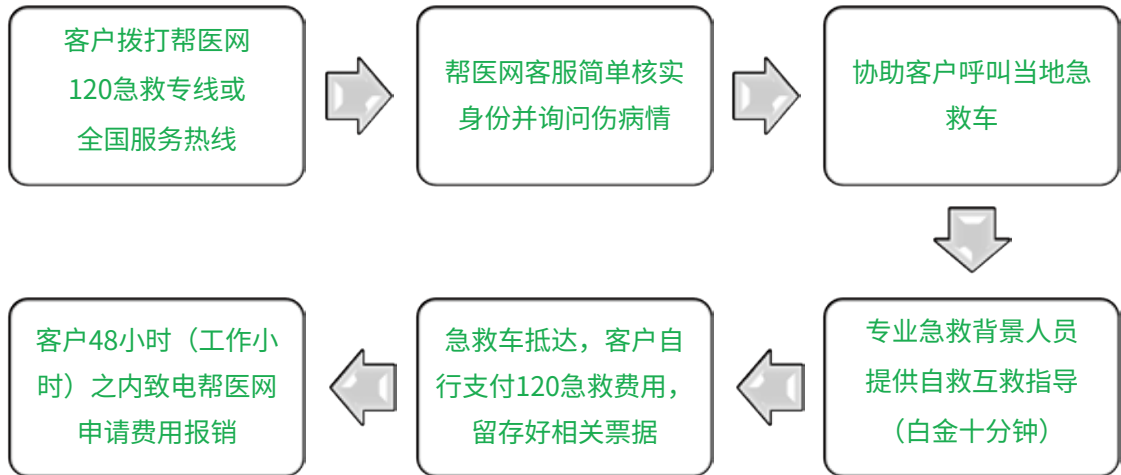 客户拨打帮医网
120急救专线或
全国服务热线
帮医网客服简单核实
身份并询问伤病情
协助客户呼叫当地急
救车
专业急救背景人员
提供自救互救指导
（白金十分钟）
急救车抵达，客户自
行支付120急救费用，
留存好相关票据
客户48小时（工作小
时）之内致电帮医网
申请费用报销